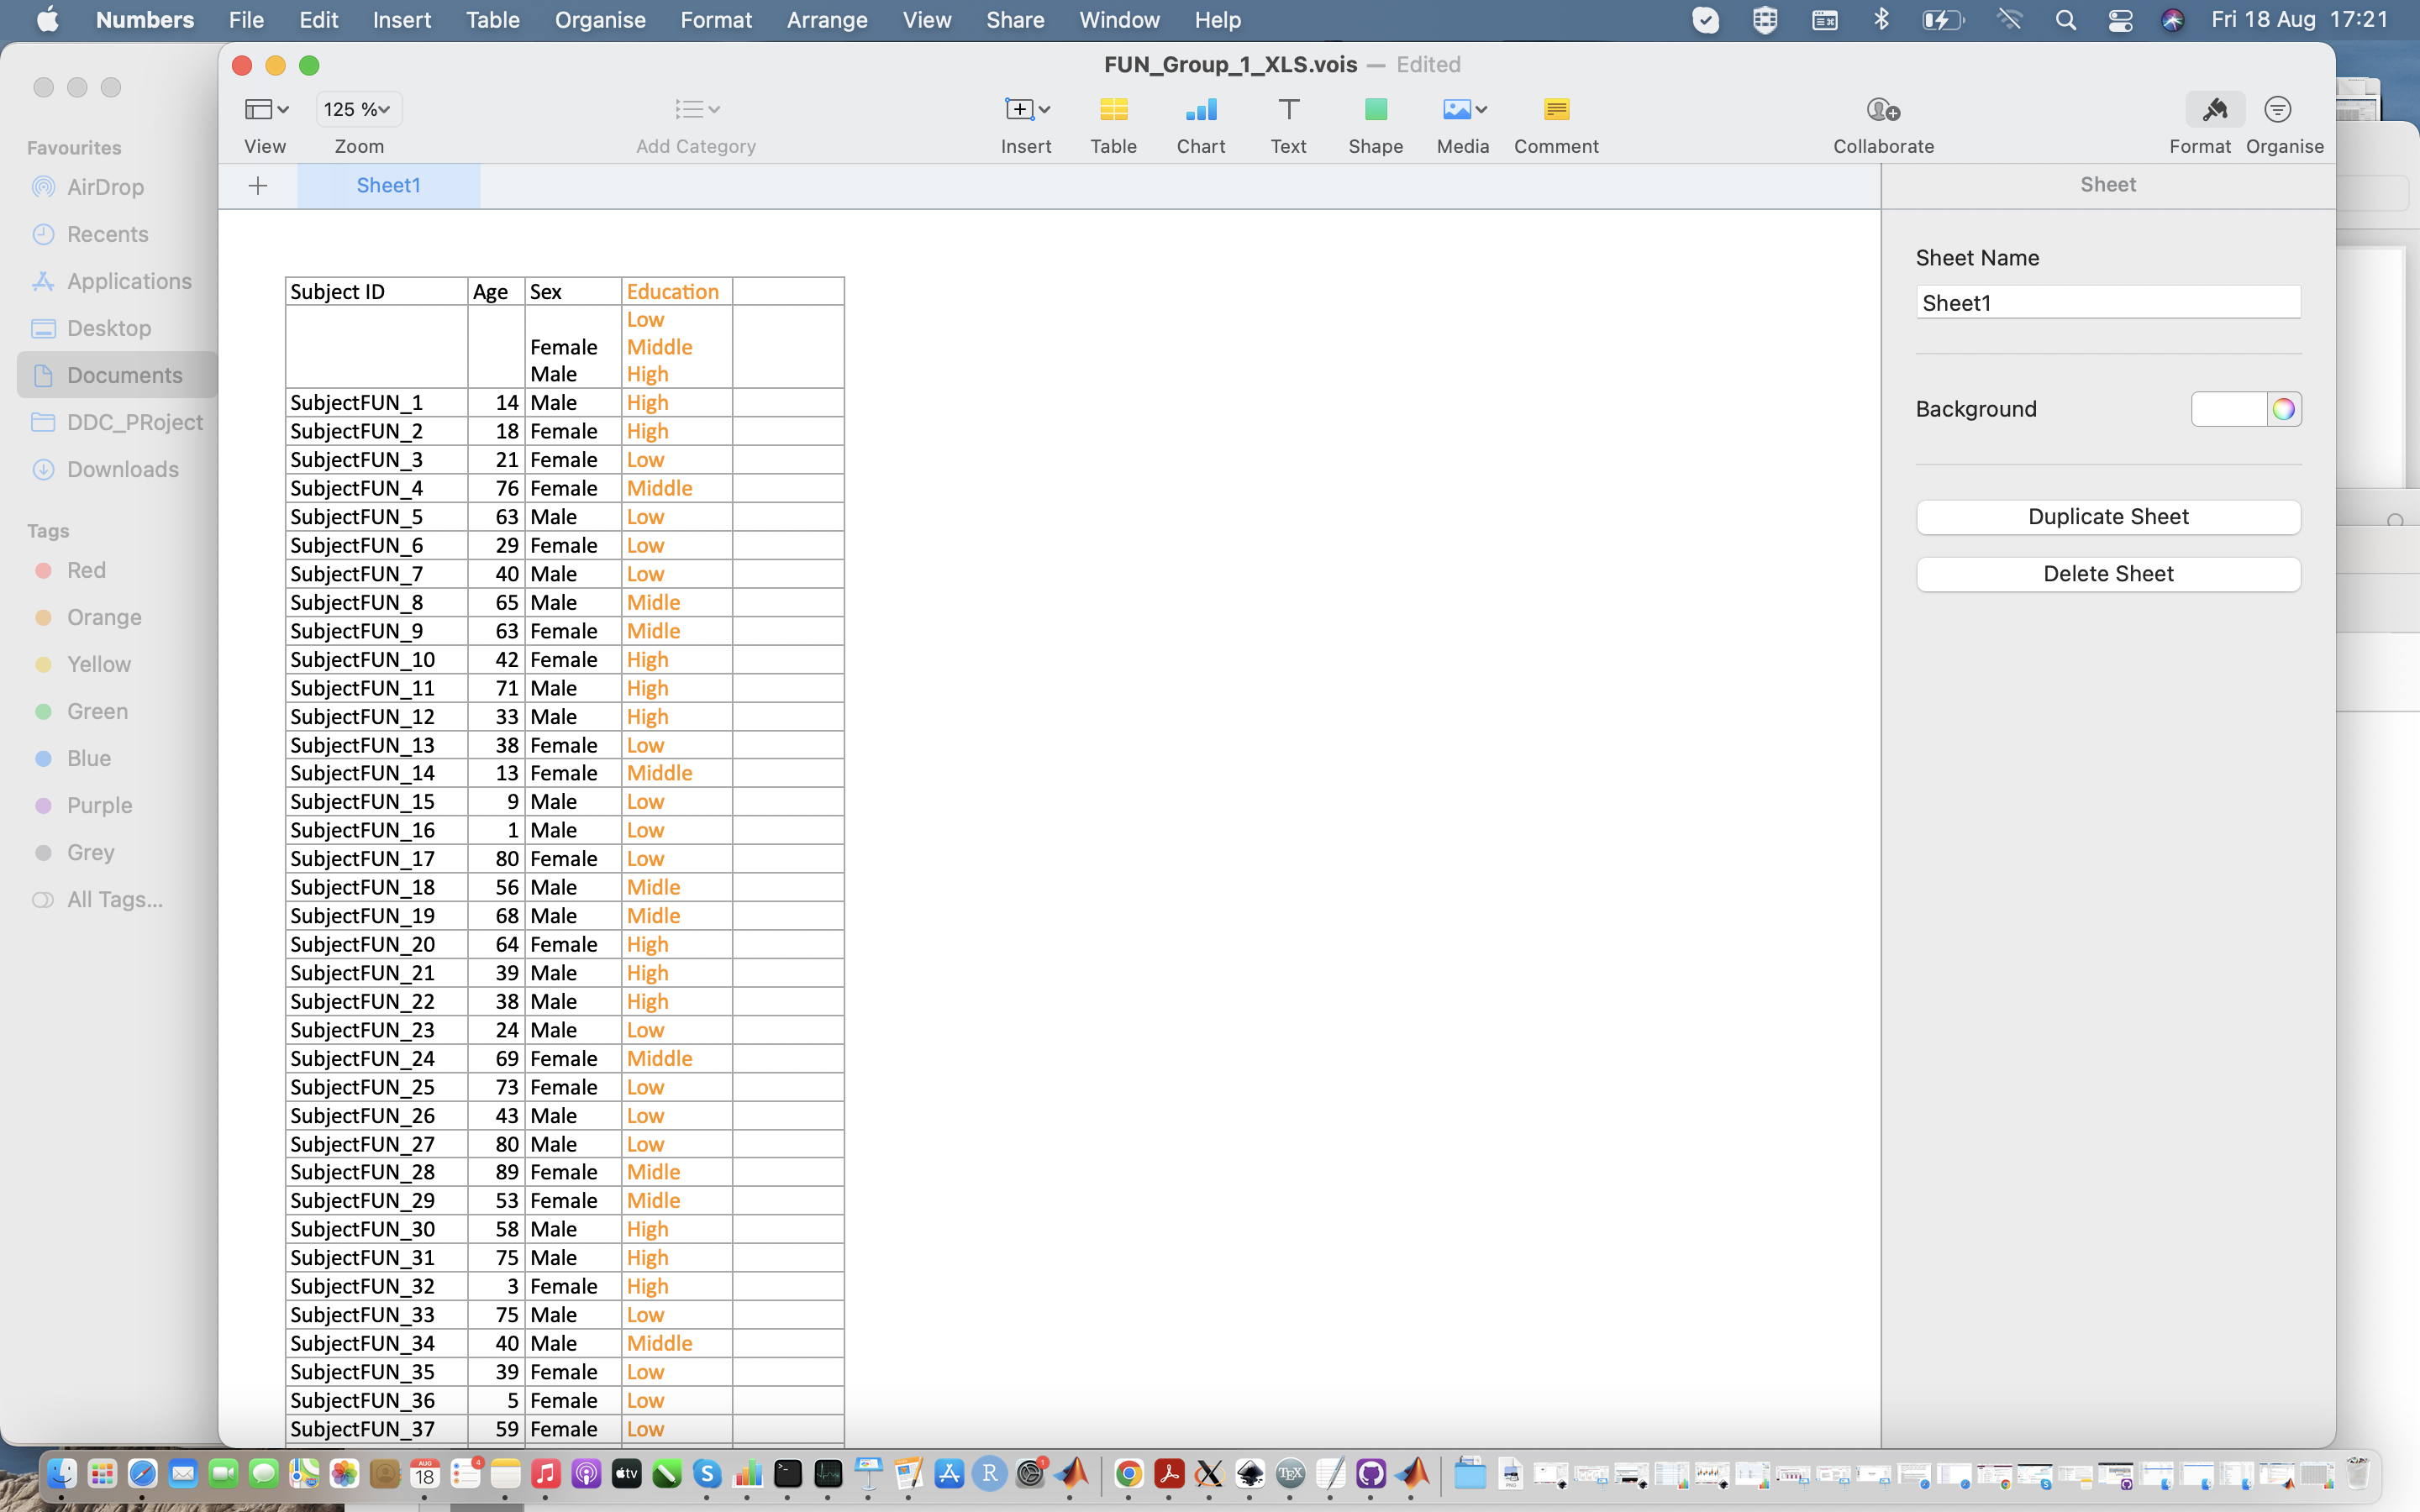 Numbers File Edit Insert Table Organise Format Arrange View Share Window Help Fri 18 Aug 17:21
FUN_Group_1_XLS.vois — Edited
125 %
View Zoom Add Category Insert Table Chart Text Shape Media Comment Collaborate Format Organise
Sheet1
Sheet
Favourites
AirDrop
Recents
Applications
Desktop
Documents
DDC_PRoject
Downloads
Tags
Red
Orange
Yellow
Green
Blue
Purple
Grey
All Tags...
Subject ID Age Sex Education
Low
Female Middle
Male High
SubjectFUN_1 14 Male High
SubjectFUN_2 18 Female High
SubjectFUN_3 21 Female Low
SubjectFUN_4 76 Female Middle
SubjectFUN_5 63 Male Low
SubjectFUN_6 29 Female Low
SubjectFUN_7 40 Male Low
SubjectFUN_8 65 Male Midle
SubjectFUN_9 63 Female Midle
SubjectFUN_10 42 Female High
SubjectFUN_11 71 Male High
SubjectFUN_12 33 Male High
SubjectFUN_13 38 Female Low
SubjectFUN_14 13 Female Middle
SubjectFUN_15 9 Male Low
SubjectFUN_16 1 Male Low
SubjectFUN_17 80 Female Low
SubjectFUN_18 56 Male Midle
SubjectFUN_19 68 Male Midle
SubjectFUN_20 64 Female High
SubjectFUN_21 39 Male High
SubjectFUN_22 38 Male High
SubjectFUN_23 24 Male Low
SubjectFUN_24 69 Female Middle
SubjectFUN_25 73 Female Low
SubjectFUN_26 43 Male Low
SubjectFUN_27 80 Male Low
SubjectFUN_28 89 Female Midle
SubjectFUN_29 53 Female Midle
SubjectFUN_30 58 Male High
SubjectFUN_31 75 Male High
SubjectFUN_32 3 Female High
SubjectFUN_33 75 Male Low
SubjectFUN_34 40 Male Middle
SubjectFUN_35 39 Female Low
SubjectFUN_36 5 Female Low
SubjectFUN_37 59 Female Low
Sheet Name
Sheet1
Background
Duplicate Sheet
Delete Sheet
AUG
18
4
tv
S
R
1
TEX
PNG